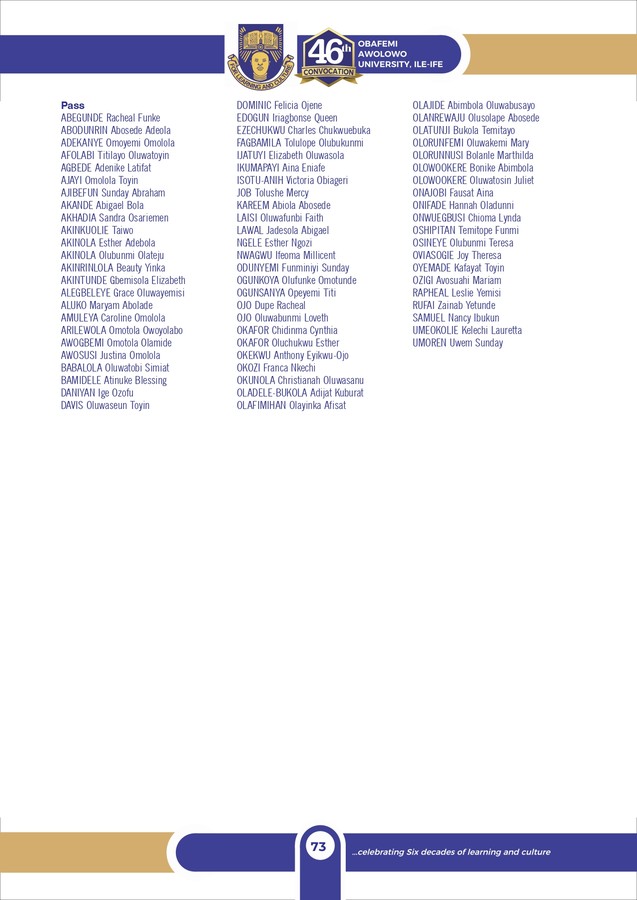 FOR LEARNING AND CULTURE
46th
CONVOCATION
OBAFEMI
AWOLOWO
UNIVERSITY, ILE-IFE
Pass
ABEGUNDE Racheal Funke
ABODUNRIN Abosede Adeola
ADEKANYE Omoyemi Omolola
AFOLABI Titilayo Oluwatoyin
AGBEDE Adenike Latifat
AJAYI Omolola Toyin
AJIBEFUN Sunday Abraham
AKANDE Abigael Bola
AKHADIA Sandra Osariemen
AKINKUOLIE Taiwo
AKINOLA Esther Adebola
AKINOLA Olubunmi Olateju
AKINRINLOLA Beauty Yinka
AKINTUNDE Gbemisola Elizabeth
ALEGBELEYE Grace Oluwayemisi
ALUKO Maryam Abolade
AMULEYA Caroline Omolola
ARILEWOLA Omotola Owoyolabo
AWOGBEMI Omotola Olamide
AWOSUSI Justina Omolola
BABALOLA Oluwatobi Simiat
BAMIDELE Atinuke Blessing
DANIYAN Ige Ozofu
DAVIS Oluwaseun Toyin
DOMINIC Felicia Ojene
EDOGUN Iriagbonse Queen
EZECHUKWU Charles Chukwuebuka
FAGBAMILA Tolulope Olubukunmi
IJATUYI Elizabeth Oluwasola
IKUMAPAYI Aina Eniafe
ISOTU-ANIH Victoria Obiageri
JOB Tolushe Mercy
KAREEM Abiola Abosede
LAISI Oluwafunbi Faith
LAWAL Jadesola Abigael
NGELE Esther Ngozi
NWAGWU Ifeoma Millicent
ODUNYEMI Funminiyi Sunday
OGUNKOYA Olufunke Omotunde
OGUNSANYA Opeyemi Titi
OJO Dupe Racheal
OJO Oluwabunmi Loveth
OKAFOR Chidinma Cynthia
OKAFOR Oluchukwu Esther
OKEKWU Anthony Eyikwu-Ojo
OKOZI Franca Nkechi
OKUNOLA Christianah Oluwasanu
OLADELE-BUKOLA Adijat Kuburat
OLAFIMIHAN Olayinka Afisat
OLAJIDE Abimbola Oluwabusayo
OLANREWAJU Olusolape Abosede
OLATUNJI Bukola Temitayo
OLORUNFEMI Oluwakemi Mary
OLORUNNUSI Bolanle Marthilda
OLOWOOKERE Bonike Abimbola
OLOWOOKERE Oluwatosin Juliet
ONAJOBI Fausat Aina
ONIFADE Hannah Oladunni
ONWUEGBUSI Chioma Lynda
OSHIPITAN Temitope Funmi
OSINEYE Olubunmi Teresa
OVIASOGIE Joy Theresa
OYEMADE Kafayat Toyin
OZIGI Avosuahi Mariam
RAPHEAL Leslie Yemisi
RUFAI Zainab Yetunde
SAMUEL Nancy Ibukun
UMEOKOLIE Kelechi Lauretta
UMOREN Uwem Sunday
73
...celebrating Six decades of learning and culture